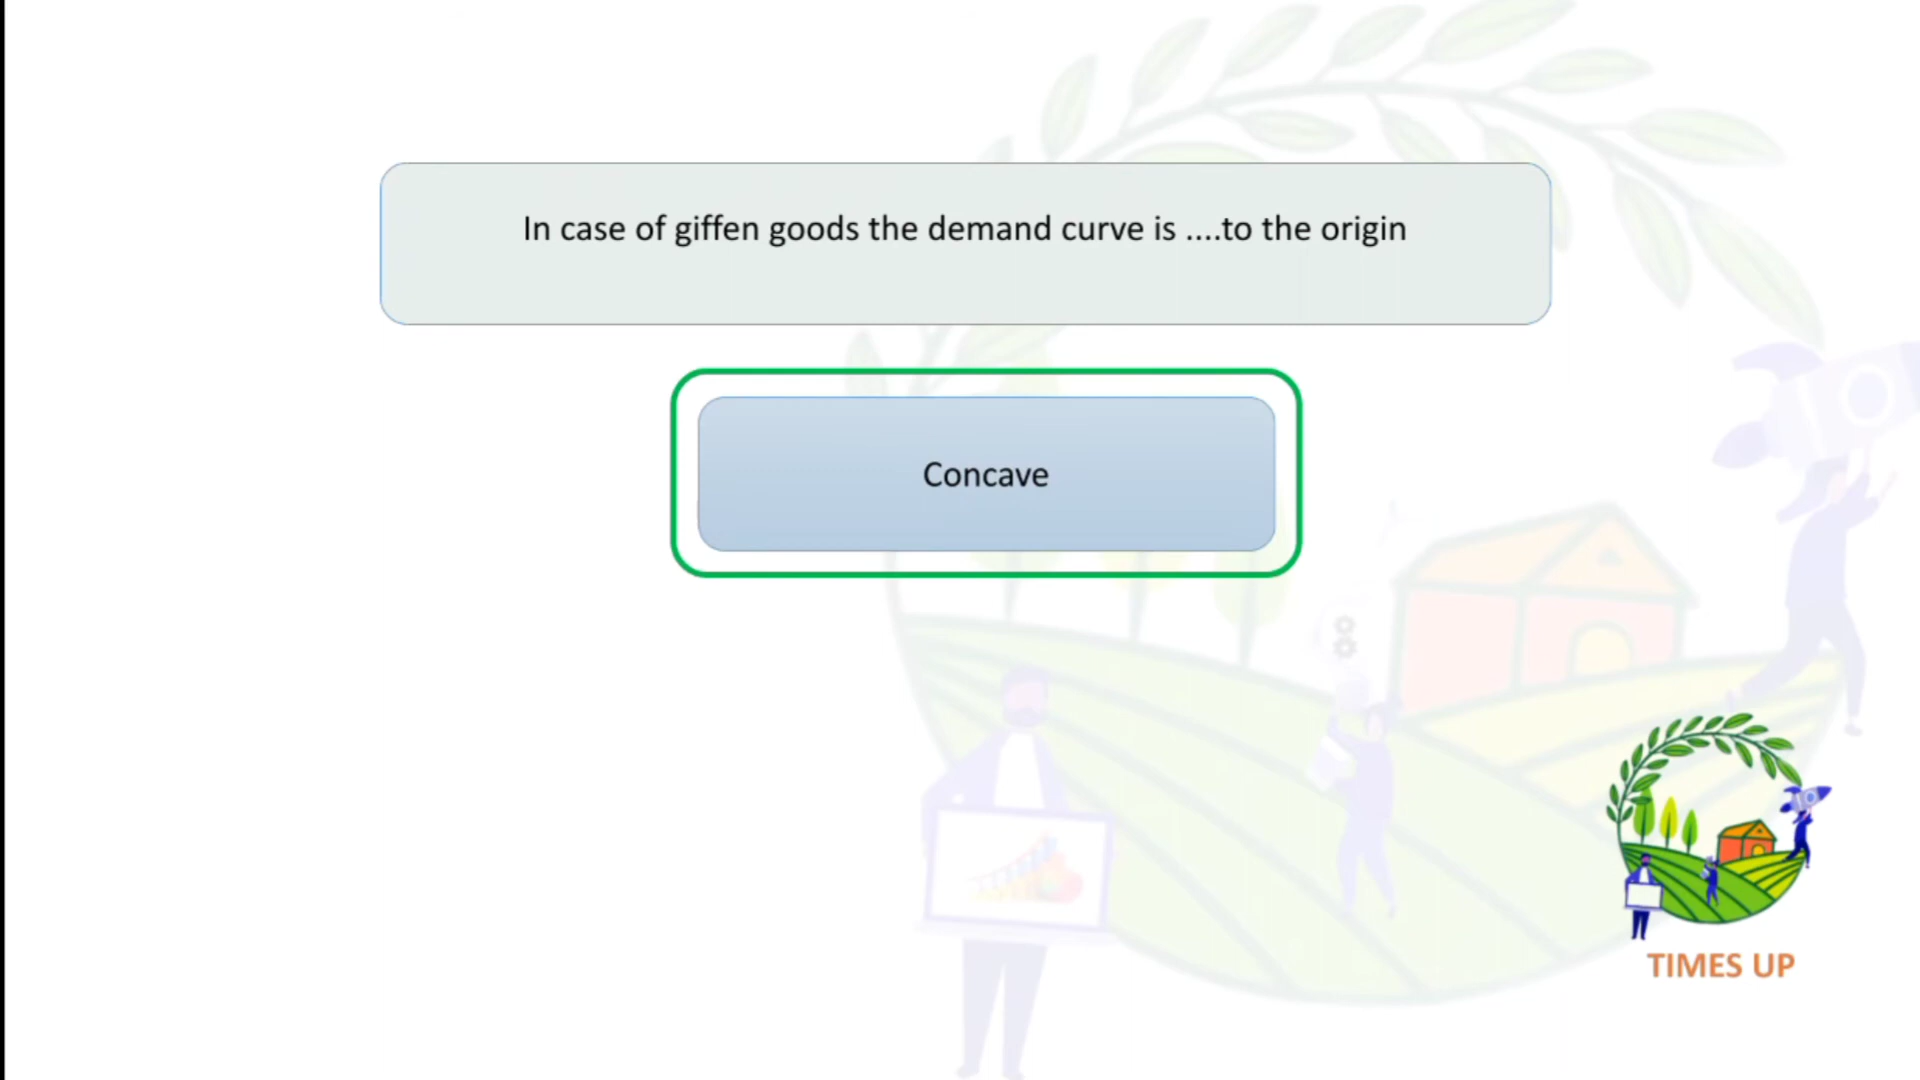 In case of giffen goods the demand curve is ....to the origin
Concave
TIMES UP